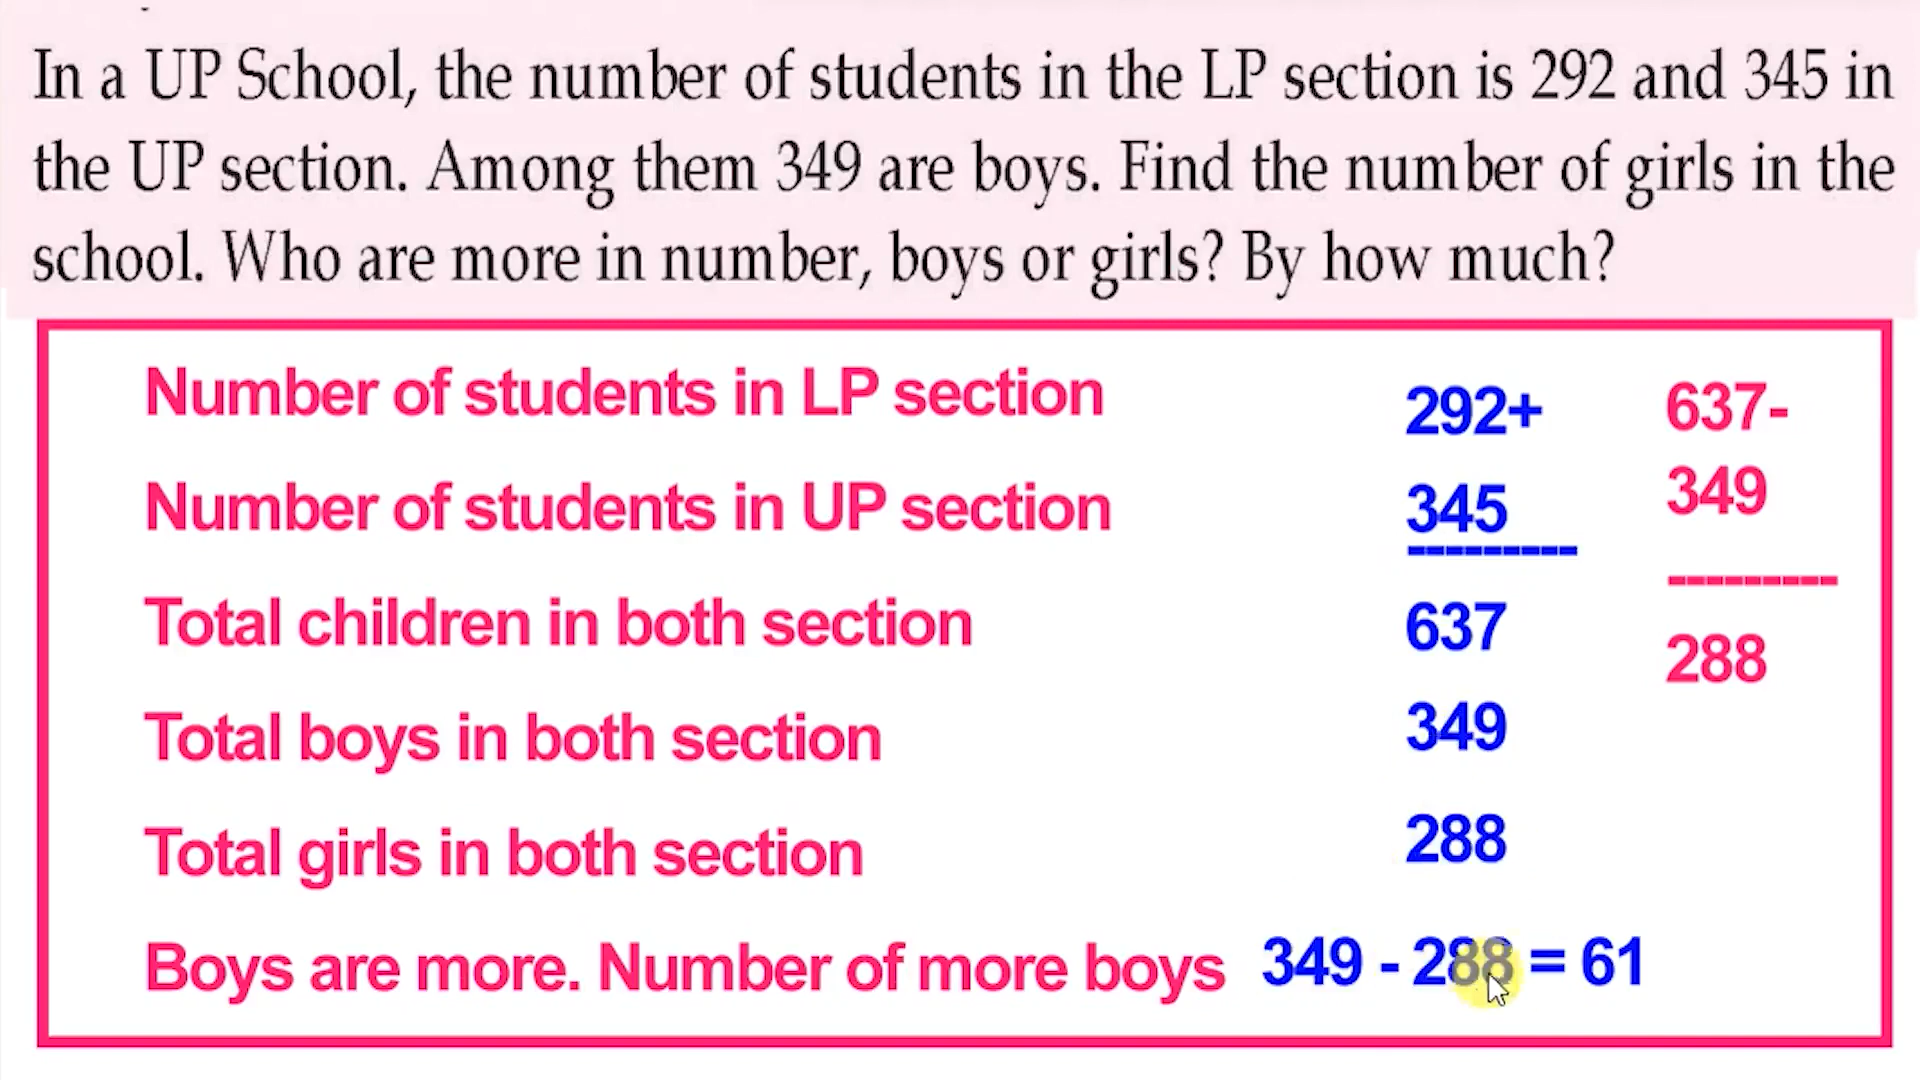 In a UP School, the number of students in the LP section is 292 and 345 in
the UP section. Among them 349 are boys. Find the number of girls in the
school. Who are more in number, boys or girls? By how much?
Number of students in LP section 292+ 637-
Number of students in UP section 345 349
--------- ---------
Total children in both section 637 288
Total boys in both section 349
Total girls in both section 288
Boys are more. Number of more boys 349 - 288 = 61